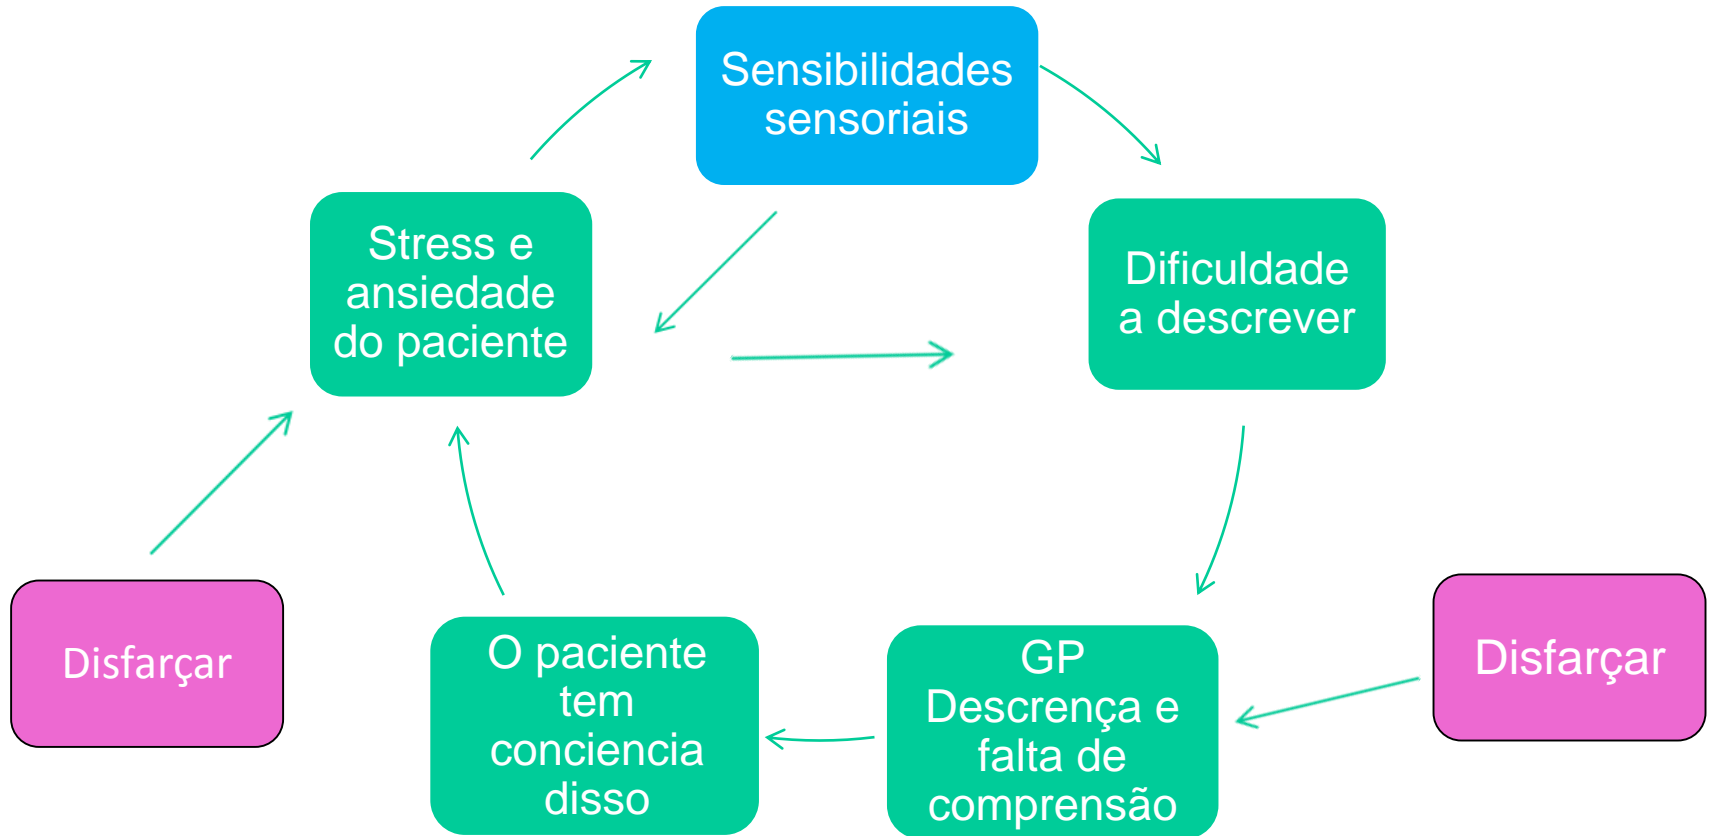 Sensibilidades
sensoriais
Stress e
ansiedade
do paciente
Dificuldade
a descrever
Disfarçar
O paciente
tem
conciencia
disso
GP
Descrença e
falta de
comprensão
Disfarçar